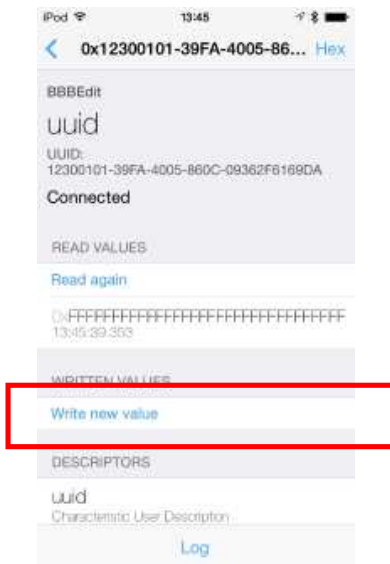 iPod 13:45
0x12300101-39FA-4005-86... Hex
BBBEdit
uuid
UUID:
12300101-39FA-4005-860C-09362F6169DA
Connected
READ VALUES
Read again
13:45:39.353
WRITTEN VALUES
Write new value
DESCRIPTORS
uuid
Characteristic User Description
Log